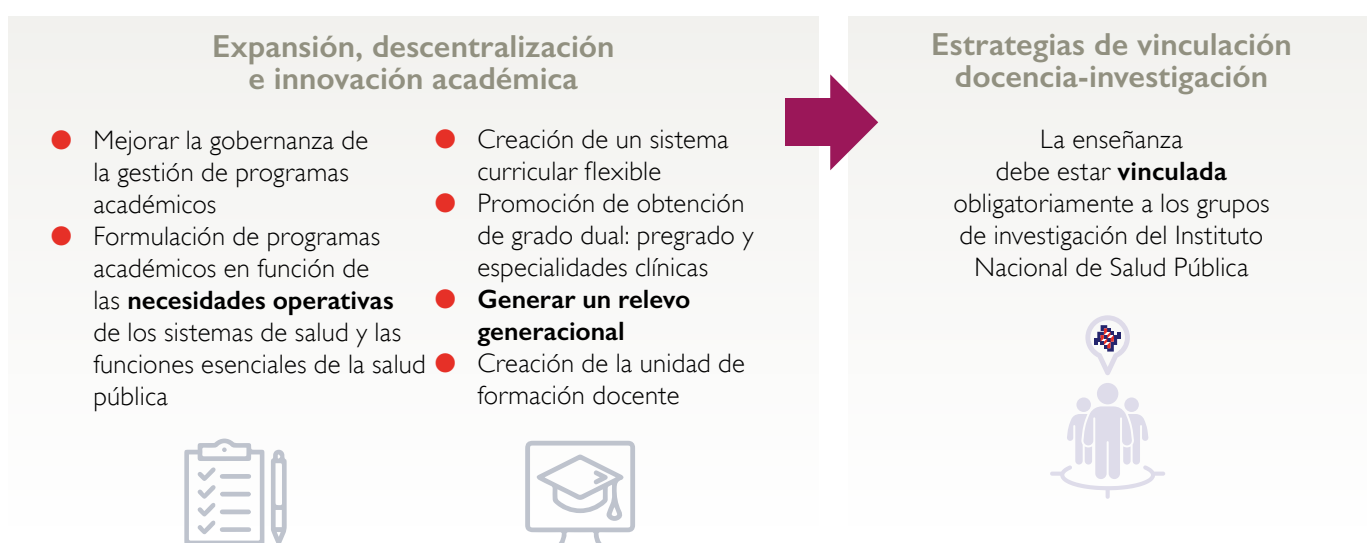 Expansión, descentralización
e innovación académica
Mejorar la gobernanza de
la gestión de programas
académicos
Formulación de programas
académicos en función de
las necesidades operativas
de los sistemas de salud y las
funciones esenciales de la salud
pública
Creación de un sistema
curricular flexible
Promoción de obtención
de grado dual: pregrado y
especialidades clínicas
Generar un relevo
generacional
Creación de la unidad de
formación docente
Estrategias de vinculación
docencia-investigación
La enseñanza
debe estar vinculada
obligatoriamente a los grupos
de investigación del Instituto
Nacional de Salud Pública